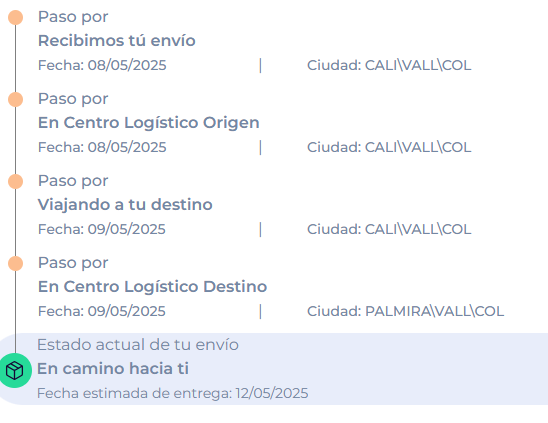 Paso por
Recibimos tú envío
Fecha: 08/05/2025 | Ciudad: CALI\VALL\COL
Paso por
En Centro Logístico Origen
Fecha: 08/05/2025 | Ciudad: CALI\VALL\COL
Paso por
Viajando a tu destino
Fecha: 09/05/2025 | Ciudad: CALI\VALL\COL
Paso por
En Centro Logístico Destino
Fecha: 09/05/2025 | Ciudad: PALMIRA\VALL\COL
Estado actual de tu envío
En camino hacia ti
Fecha estimada de entrega: 12/05/2025